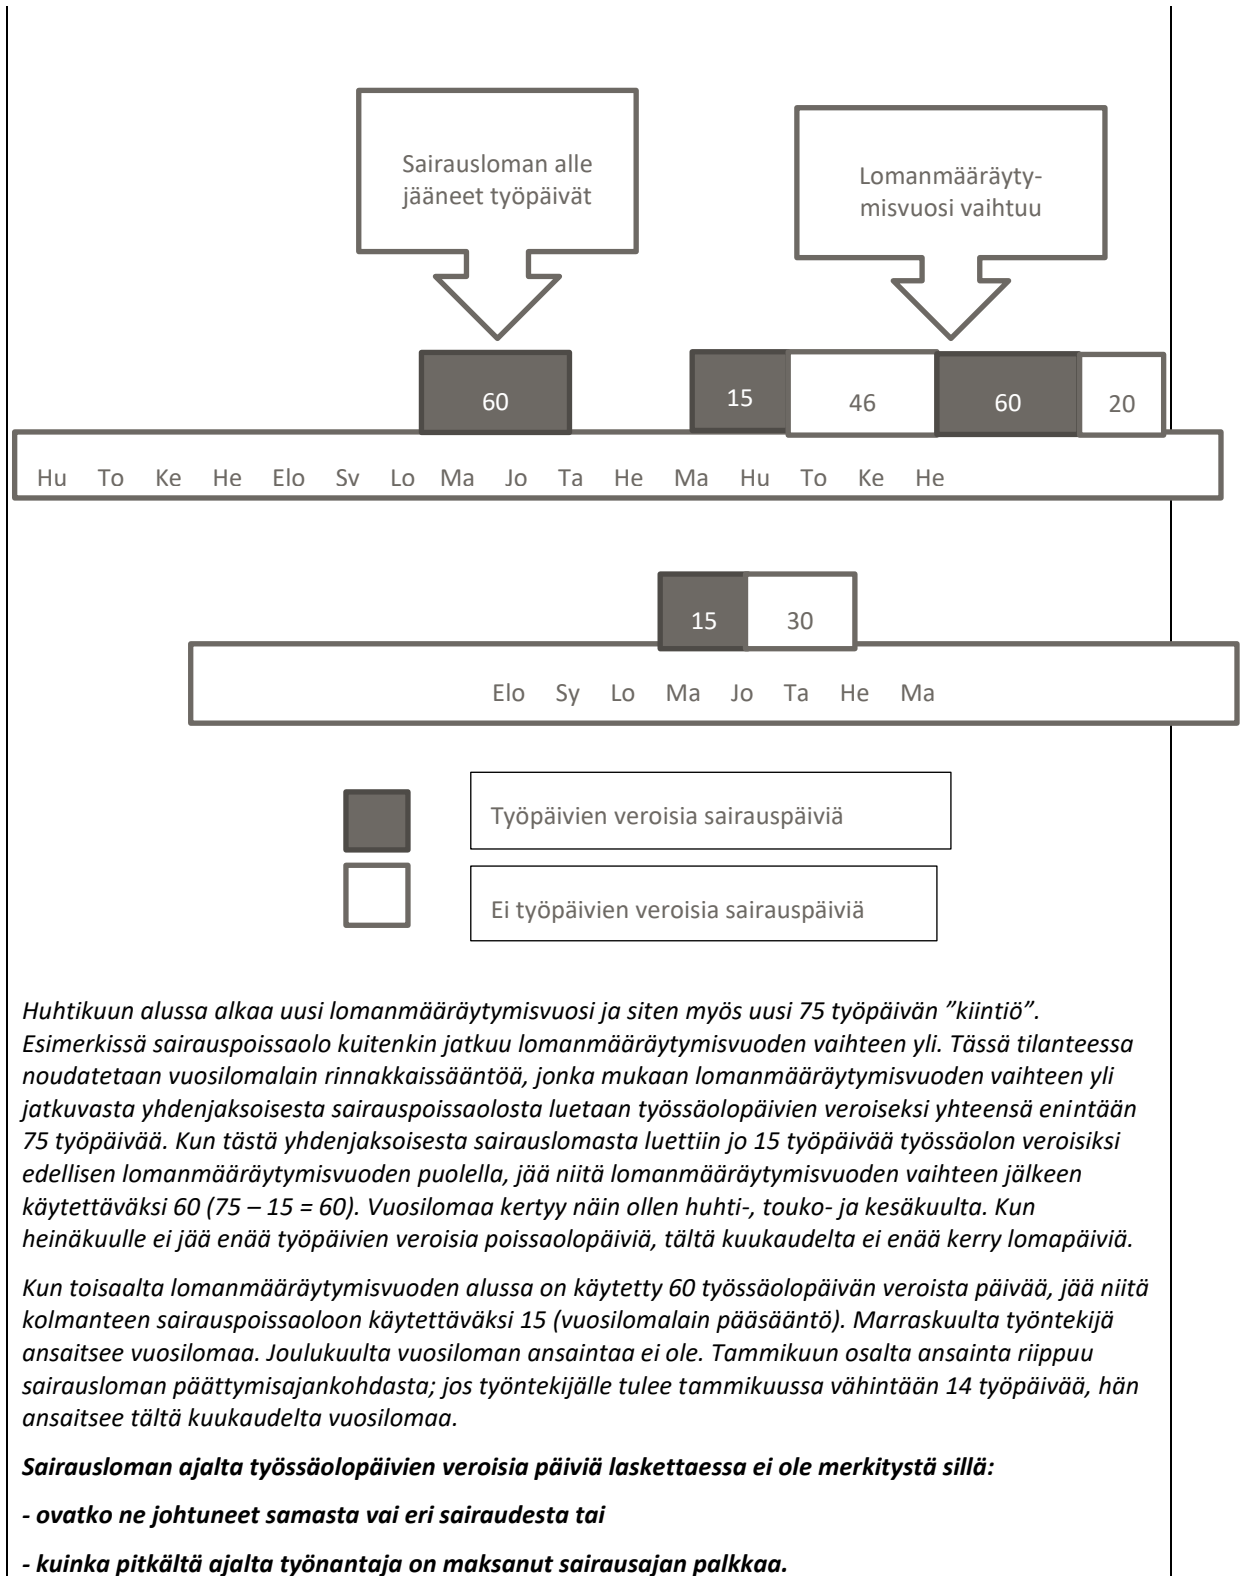 Sairausloman alle
jääneet työpäivät
Lomanmääräyty-
misvuosi vaihtuu
60
15
46
60
20
Hu To Ke He Elo Sv Lo Ma Jo Ta He Ma Hu To Ke He
15
30
Elo Sy Lo Ma Jo Ta He Ma
Työpäivien veroisia sairauspäiviä
Ei työpäivien veroisia sairauspäiviä
Huhtikuun alussa alkaa uusi lomanmääräytymisvuosi ja siten myös uusi 75 työpäivän ”kiintiö”.
Esimerkissä sairauspoissaolo kuitenkin jatkuu lomanmääräytymisvuoden vaihteen yli. Tässä tilanteessa
noudatetaan vuosilomalain rinnakkaissääntöä, jonka mukaan lomanmääräytymisvuoden vaihteen yli
jatkuvasta yhdenjaksoisesta sairauspoissaolosta luetaan työssäolopäivien veroiseksi yhteensä enintään
75 työpäivää. Kun tästä yhdenjaksoisesta sairauslomasta luettiin jo 15 työpäivää työssäolon veroisiksi
edellisen lomanmääräytymisvuoden puolella, jää niitä lomanmääräytymisvuoden vaihteen jälkeen
käytettäväksi 60 (75 – 15 = 60). Vuosilomaa kertyy näin ollen huhti-, touko- ja kesäkuulta. Kun
heinäkuulle ei jää enää työpäivien veroisia poissaolopäiviä, tältä kuukaudelta ei enää kerry lomapäiviä.
Kun toisaalta lomanmääräytymisvuoden alussa on käytetty 60 työssäolopäivän veroista päivää, jää niitä
kolmanteen sairauspoissaoloon käytettäväksi 15 (vuosilomalain pääsääntö). Marraskuulta työntekijä
ansaitsee vuosilomaa. Joulukuulta vuosiloman ansaintaa ei ole. Tammikuun osalta ansainta riippuu
sairausloman päättymisajankohdasta; jos työntekijälle tulee tammikuussa vähintään 14 työpäivää, hän
ansaitsee tältä kuukaudelta vuosilomaa.
Sairausloman ajalta työssäolopäivien veroisia päiviä laskettaessa ei ole merkitystä sillä:
- ovatko ne johtuneet samasta vai eri sairaudesta tai
- kuinka pitkältä ajalta työnantaja on maksanut sairausajan palkkaa.